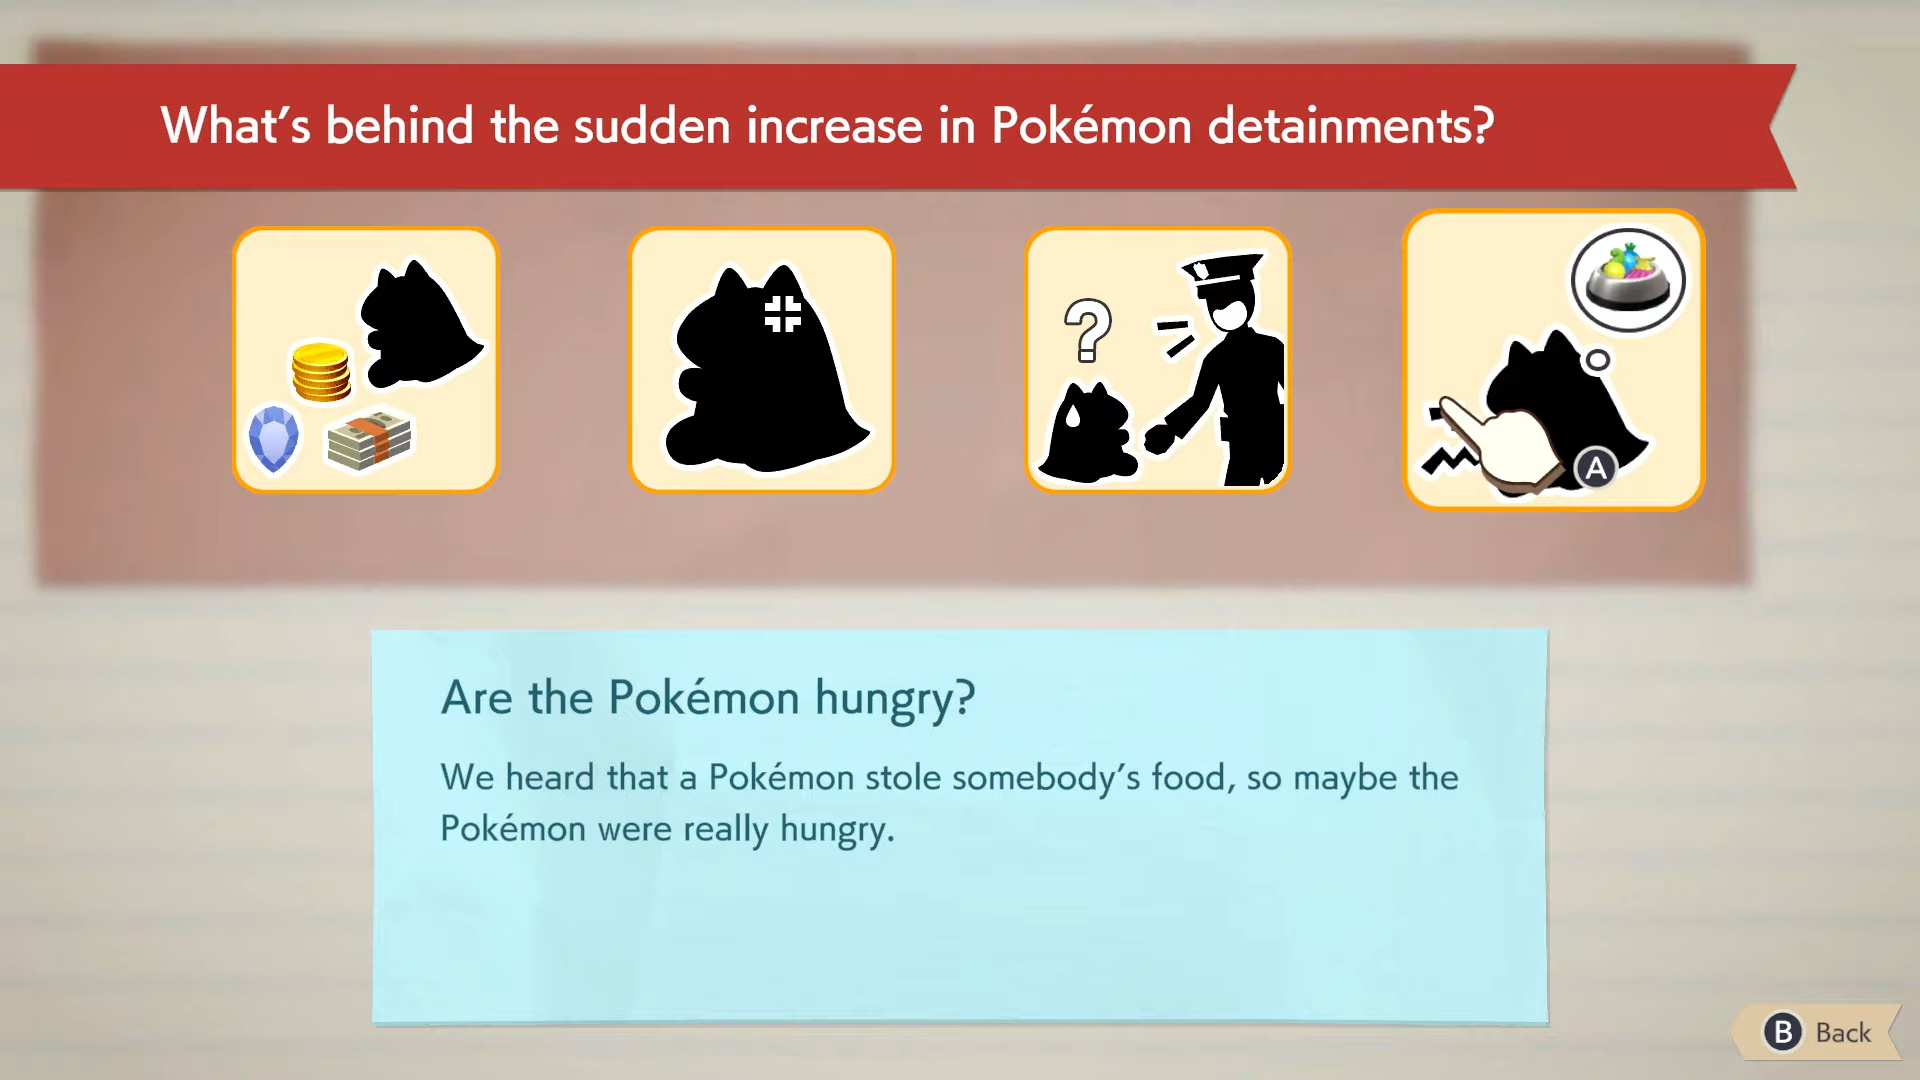 What's behind the sudden increase in Pokémon detainments?
?
A
Are the Pokémon hungry?
We heard that a Pokémon stole somebody's food, so maybe the
Pokémon were really hungry.
B Back